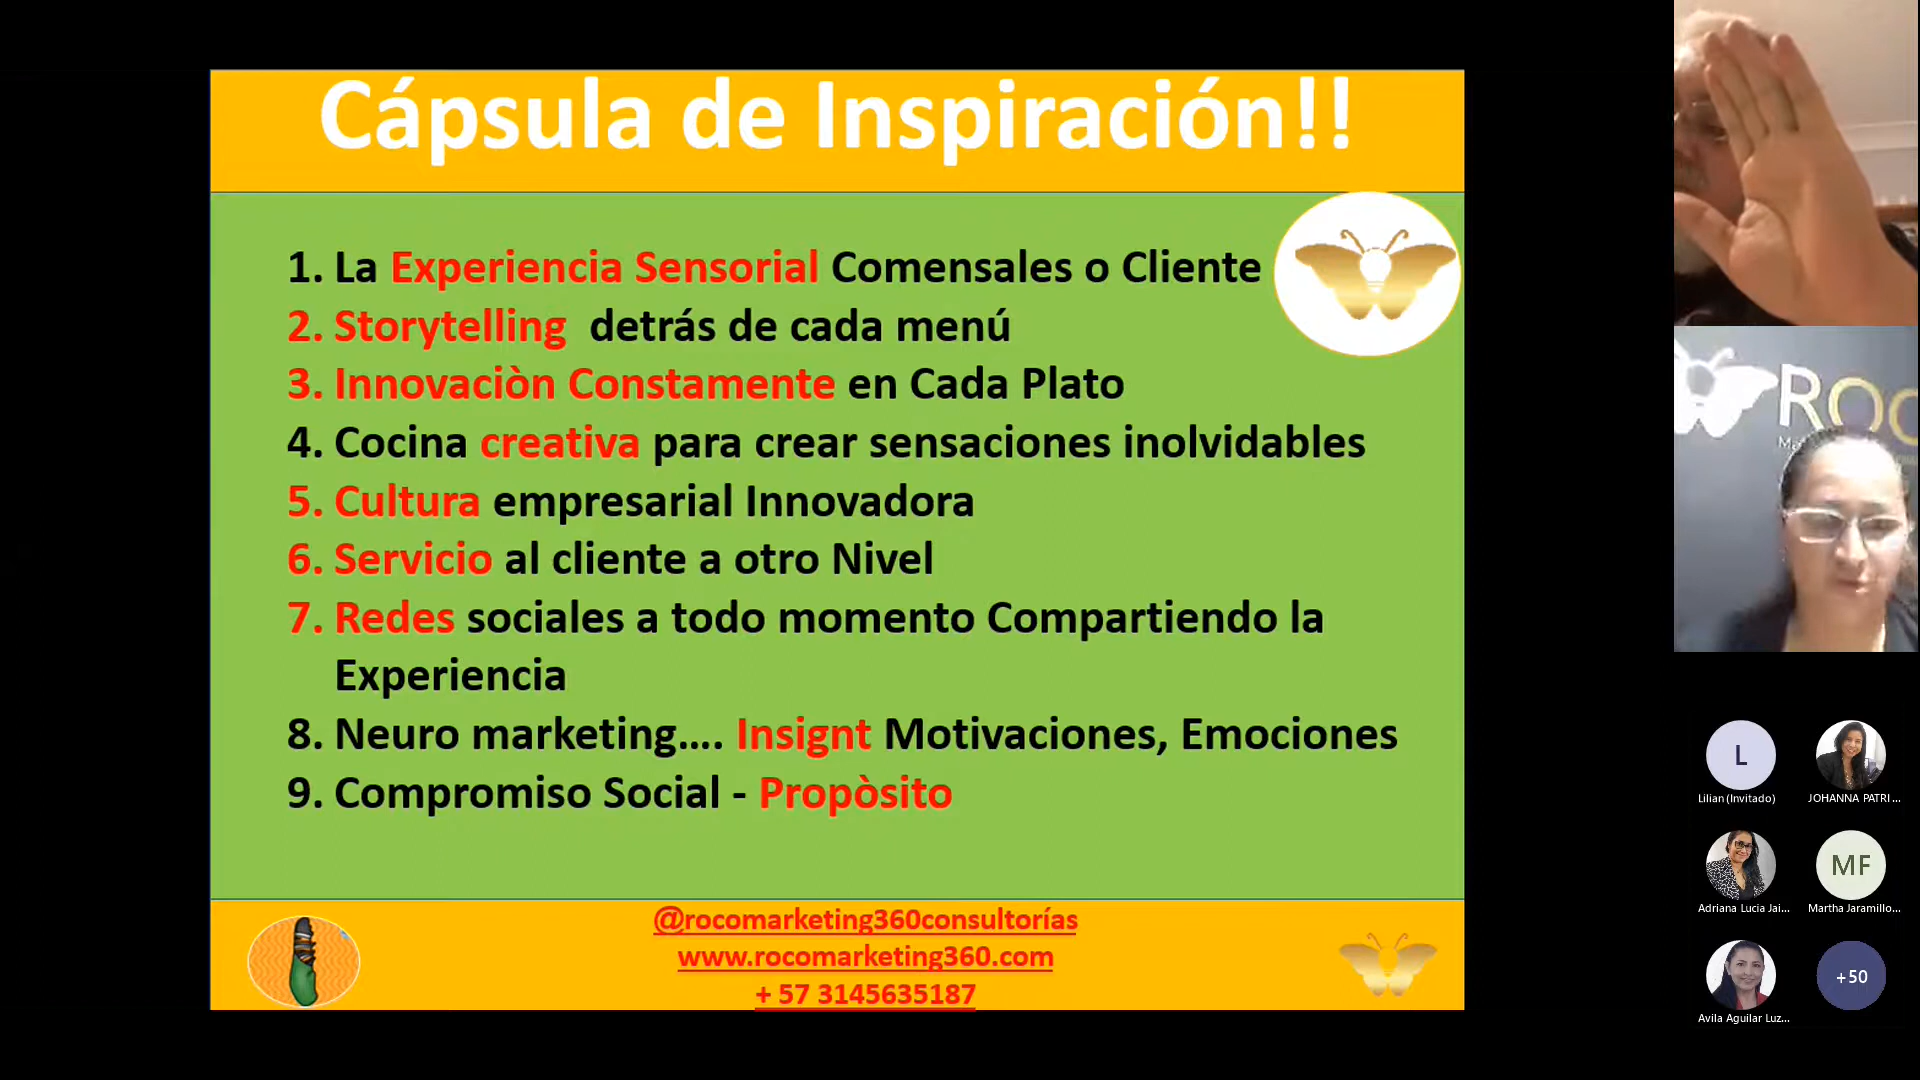 Cápsula de Inspiración!!
1. La Experiencia Sensorial Comensales o Cliente
2. Storytelling detrás de cada menú
3. Innovaciòn Constamente en Cada Plato
4. Cocina creativa para crear sensaciones inolvidables
5. Cultura empresarial Innovadora
6. Servicio al cliente a otro Nivel
7. Redes sociales a todo momento Compartiendo la
Experiencia
8. Neuro marketing.... Insignt Motivaciones, Emociones
9. Compromiso Social - Propòsito
@rocomarketing360consultorías
www.rocomarketing360.com
+ 57 3145635187
ROC
L
Lilian (Invitado)
JOHANNA PATRI...
Adriana Lucia Jai...
MF
Martha Jaramillo...
Avila Aguilar Luz...
+50